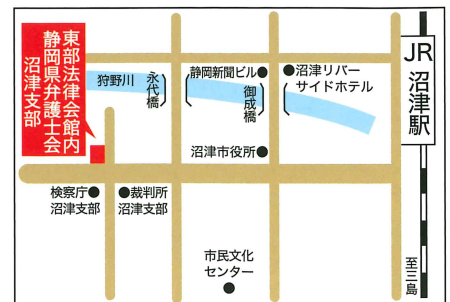 東部法律会館内
静岡県弁護士会
沼津支部
狩野川
永代橋
静岡新聞ビル
御成橋
沼津リバー
サイドホテル
JR
沼津駅
沼津市役所
検察庁
沼津支部
裁判所
沼津支部
市民文化
センター
至三島